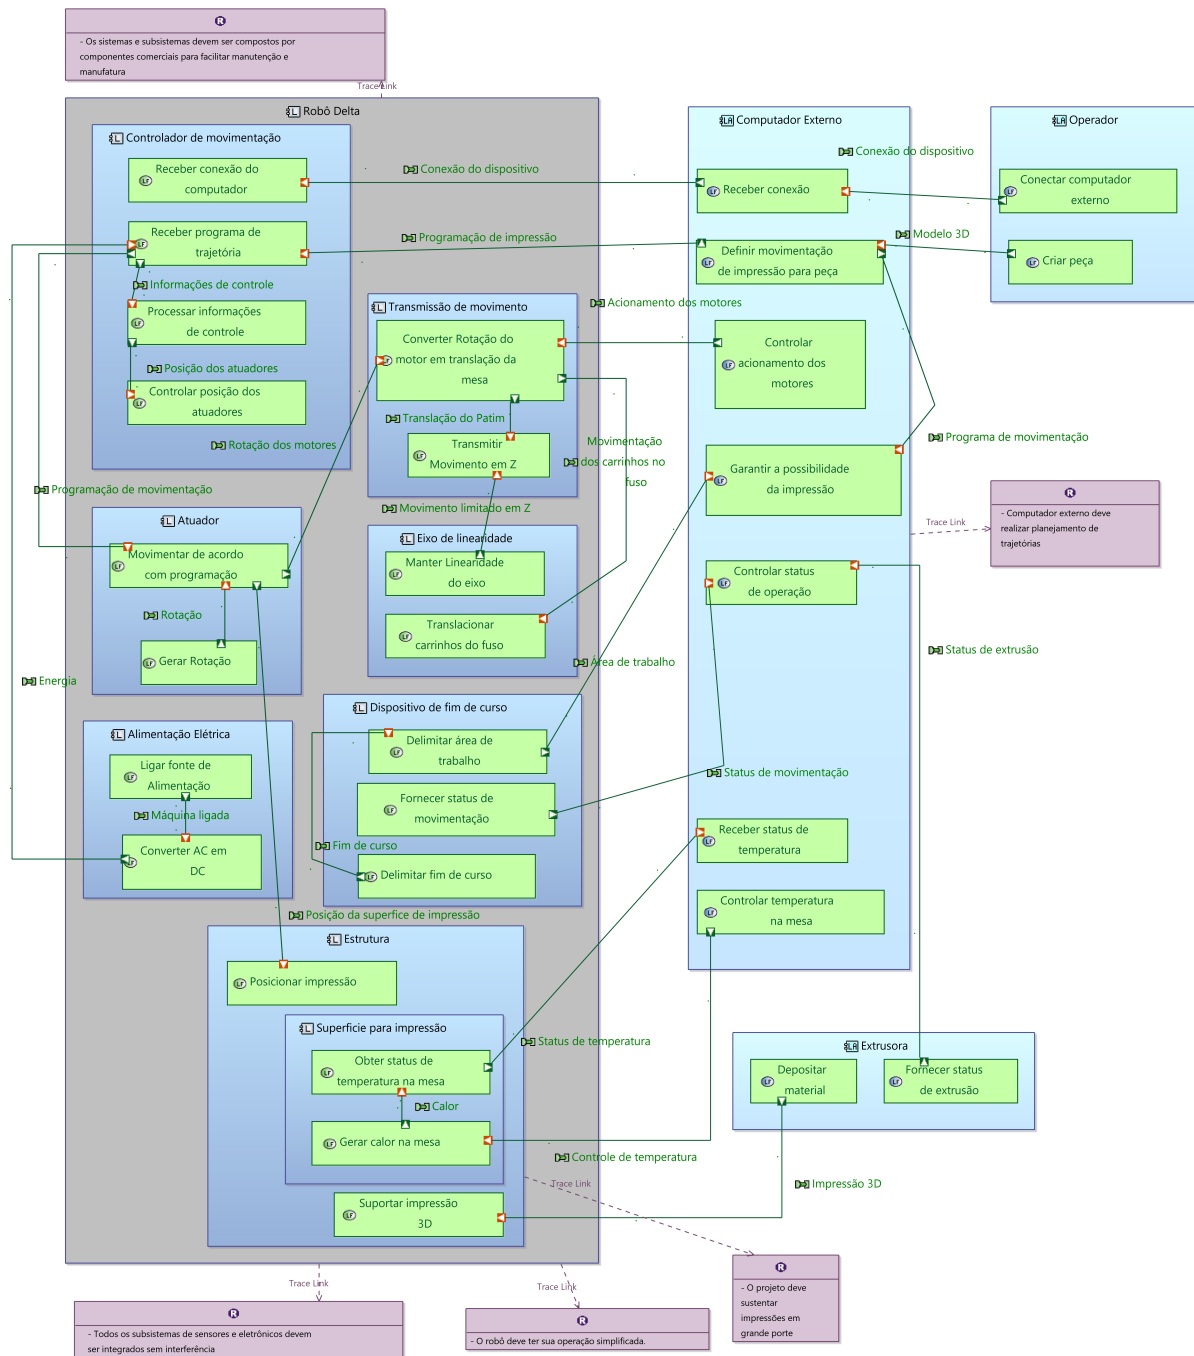 R
- Os sistemas e subsistemas devem ser compostos por
componentes comerciais para facilitar manutenção e
manufatura
Trace Link
Robô Delta
Controlador de movimentação
Receber conexão do
computador
Receber programa de
trajetória
Informações de controle
Processar informações
de controle
Posição dos atuadores
Controlar posição dos
atuadores
Rotação dos motores
Programação de movimentação
Conexão do dispositivo
Programação de impressão
Transmissão de movimento
Converter Rotação do
motor em translação da
mesa
Translação do Patim
Transmitir
Movimento em Z
Movimento limitado em Z
Acionamento dos motores
Movimentação
dos carrinhos no
fuso
Atuador
Movimentar de acordo
com programação
Rotação
Gerar Rotação
Energia
Eixo de linearidade
Manter Linearidade
do eixo
Translacionar
carrinhos do fuso
Área de trabalho
Alimentação Elétrica
Ligar fonte de
Alimentação
Máquina ligada
Converter AC em
DC
Dispositivo de fim de curso
Delimitar área de
trabalho
Fornecer status de
movimentação
Fim de curso
Delimitar fim de curso
Posição da superfice de impressão
Estrutura
Posicionar impressão
Superficie para impressão
Obter status de
temperatura na mesa
Calor
Gerar calor na mesa
Suportar impressão
3D
Status de temperatura
Controle de temperatura
Computador Externo
Conexão do dispositivo
Receber conexão
Definir movimentação
de impressão para peça
Modelo 3D
Controlar
acionamento dos
motores
Garantir a possibilidade
da impressão
Programa de movimentação
Controlar status
de operação
Status de extrusão
Status de movimentação
Receber status de
temperatura
Controlar temperatura
na mesa
Operador
Conectar computador
externo
Criar peça
Trace Link
R
- Computador externo deve
realizar planejamento de
trajetórias
Extrusora
Depositar
material
Fornecer status
de extrusão
Impressão 3D
Trace Link
R
- O projeto deve
sustentar
impressões em
grande porte
Trace Link
R
- Todos os subsistemas de sensores e eletrônicos devem
ser integrados sem interferência
Trace Link
R
- O robô deve ter sua operação simplificada.